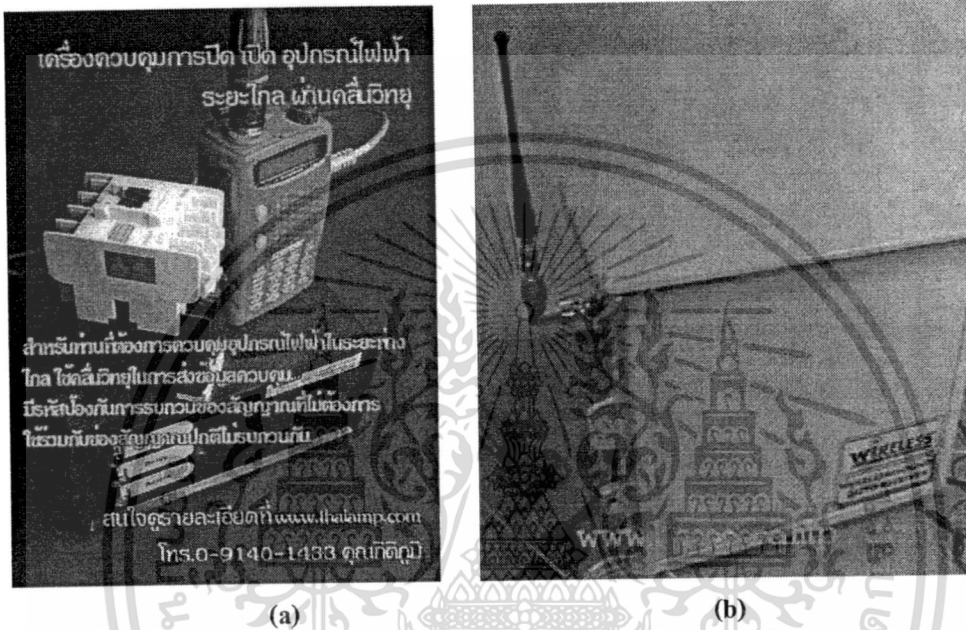 เครื่องควบคุมการปิด เปิด อุปกรณ์ไฟฟ้า
ระยะไกล ผ่านคลื่นวิทยุ
สำหรับท่านที่ต้องการควบคุมอุปกรณ์ไฟฟ้าในระยะห่าง
ไกล ใช้คลื่นวิทยุในการส่งข้อมูลควบคุม
มีรหัสป้องกันการรบกวนของสัญญาณที่ไม่ต้องการ
ใช้ร่วมกับช่องสัญญาณปกติไม่รบกวนกัน
สนใจดูรายละเอียดที่ www.thalamp.com
โทร.0-9140-1433 คุณกิติภูมิ
WIRELESS
www.
(a)
(b)